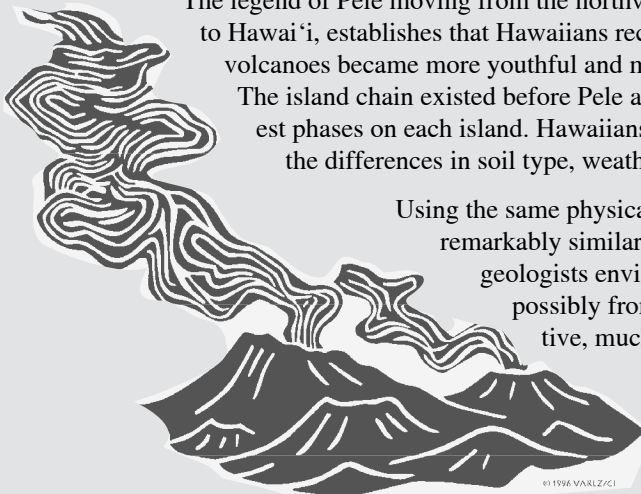 The legend of Pele moving from the northw
to Hawai‘i, establishes that Hawaiians rec
volcanoes became more youthful and m
The island chain existed before Pele a
est phases on each island. Hawaiians
the differences in soil type, weath
Using the same physica
remarkably similar
geologists envi
possibly fro
tive, muc
© 1996 VAREZ/CI